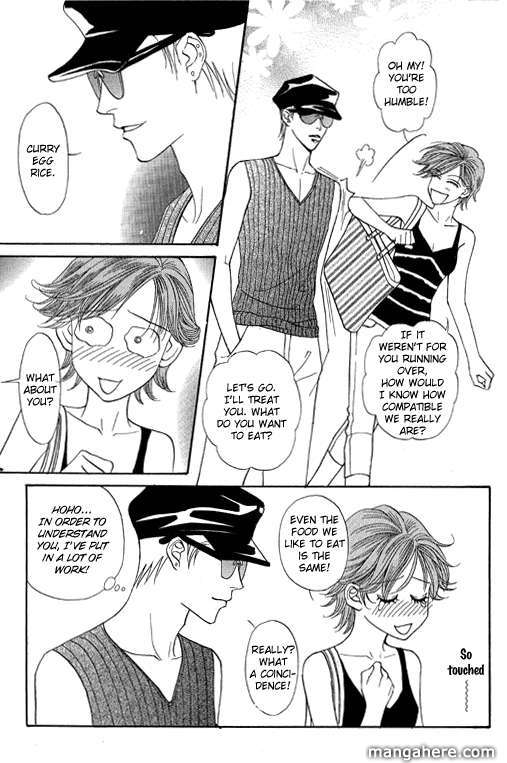 OH MY!
YOU'RE
TOO
HUMBLE!
IF IT
WEREN'T FOR
YOU RUNNING
OVER,
HOW WOULD
I KNOW HOW
COMPATIBLE
WE REALLY
ARE?
LET'S GO.
I'LL TREAT
YOU. WHAT
DO YOU WANT
TO EAT?
CURRY
EGG
RICE.
WHAT
ABOUT
YOU?
EVEN THE
FOOD WE
LIKE TO EAT
IS THE
SAME!
So
touched
REALLY?
WHAT
A COINCI-
DENCE!
HOHO...
IN ORDER TO
UNDERSTAND
YOU, I'VE PUT
IN A LOT OF
WORK!
mangahere.com